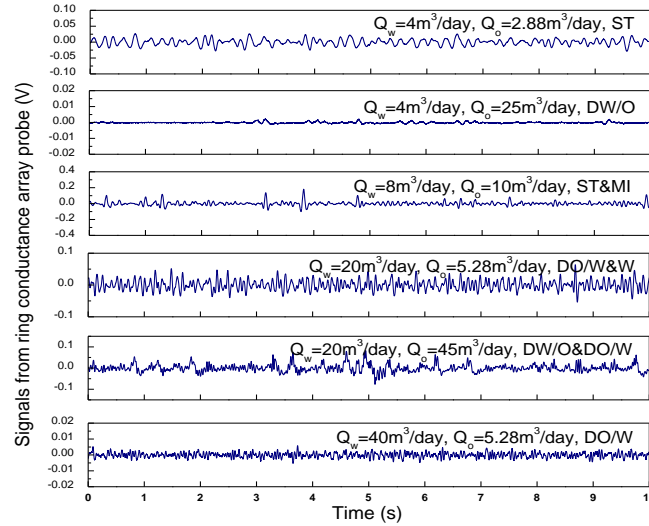 Signals from ring conductance array probe (V)
0.10
0.05
0.00
-0.05
-0.10
Q_w=4m³/day, Q_o=2.88m³/day, ST
0.02
0.01
0.00
-0.01
-0.02
Q_w=4m³/day, Q_o=25m³/day, DW/O
0.4
0.2
0.0
-0.2
-0.4
Q_w=8m³/day, Q_o=10m³/day, ST&MI
0.1
0.0
-0.1
Q_w=20m³/day, Q_o=5.28m³/day, DO/W&W
0.1
0.0
-0.1
Q_w=20m³/day, Q_o=45m³/day, DW/O&DO/W
0.02
0.01
0.00
-0.01
-0.02
Q_w=40m³/day, Q_o=5.28m³/day, DO/W
0 1 2 3 4 5 6 7 8 9 10
Time (s)